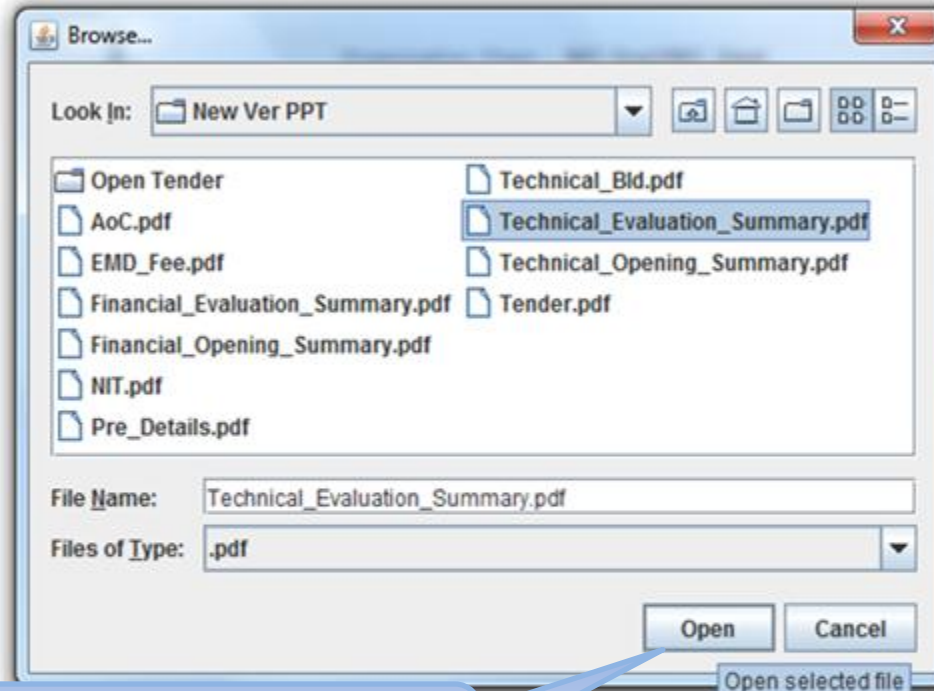 Browse...
Look In: New Ver PPT
Open Tender
AoC.pdf
EMD_Fee.pdf
Financial_Evaluation_Summary.pdf
Financial_Opening_Summary.pdf
NIT.pdf
Pre_Details.pdf
Technical_Bld.pdf
Technical_Evaluation_Summary.pdf
Technical_Opening_Summary.pdf
Tender.pdf
File Name: Technical_Evaluation_Summary.pdf
Files of Type: .pdf
Open Cancel
Open selected file